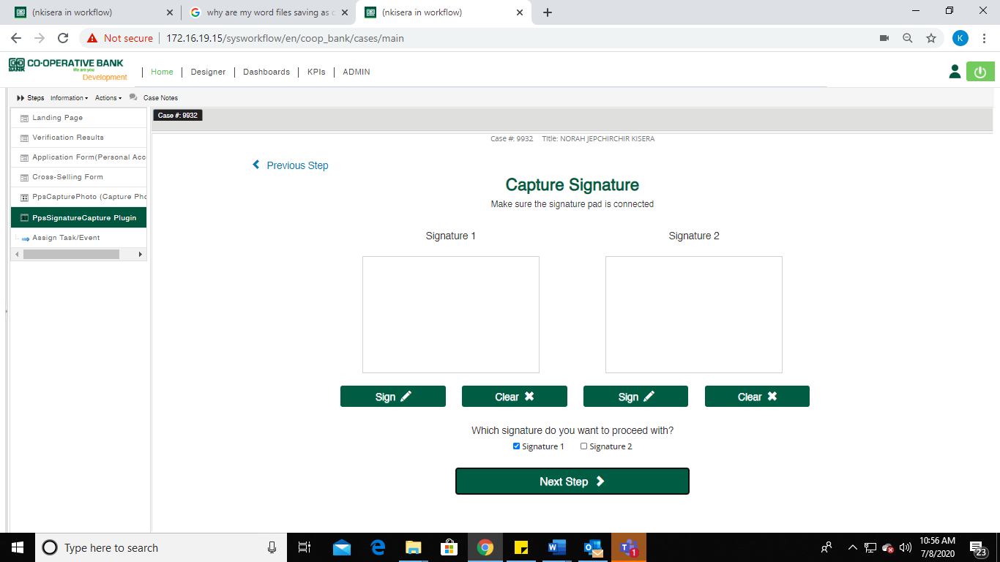 (nkisera in workflow)
why are my word files saving as
(nkisera in workflow)
Not secure
172.16.19.15/sysworkflow/en/coop_bank/cases/main
K
CO-OPERATIVE BANK
We are you
Development
Home
Designer
Dashboards
KPIs
ADMIN
Steps
Information
Actions
Case Notes
Landing Page
Verification Results
Application Form(Personal Acc
Cross-Selling Form
PpsCapturePhoto (Capture Pho
PpsSignatureCapture Plugin
Assign Task/Event
Case #: 9932
Case #: 9932 Title: NORAH JEPCHIRCHIR KISERA
Previous Step
Capture Signature
Make sure the signature pad is connected
Signature 1
Signature 2
Sign
Clear
Sign
Clear
Which signature do you want to proceed with?
Signature 1
Signature 2
Next Step
Type here to search
1
10:56 AM
7/8/2020
23